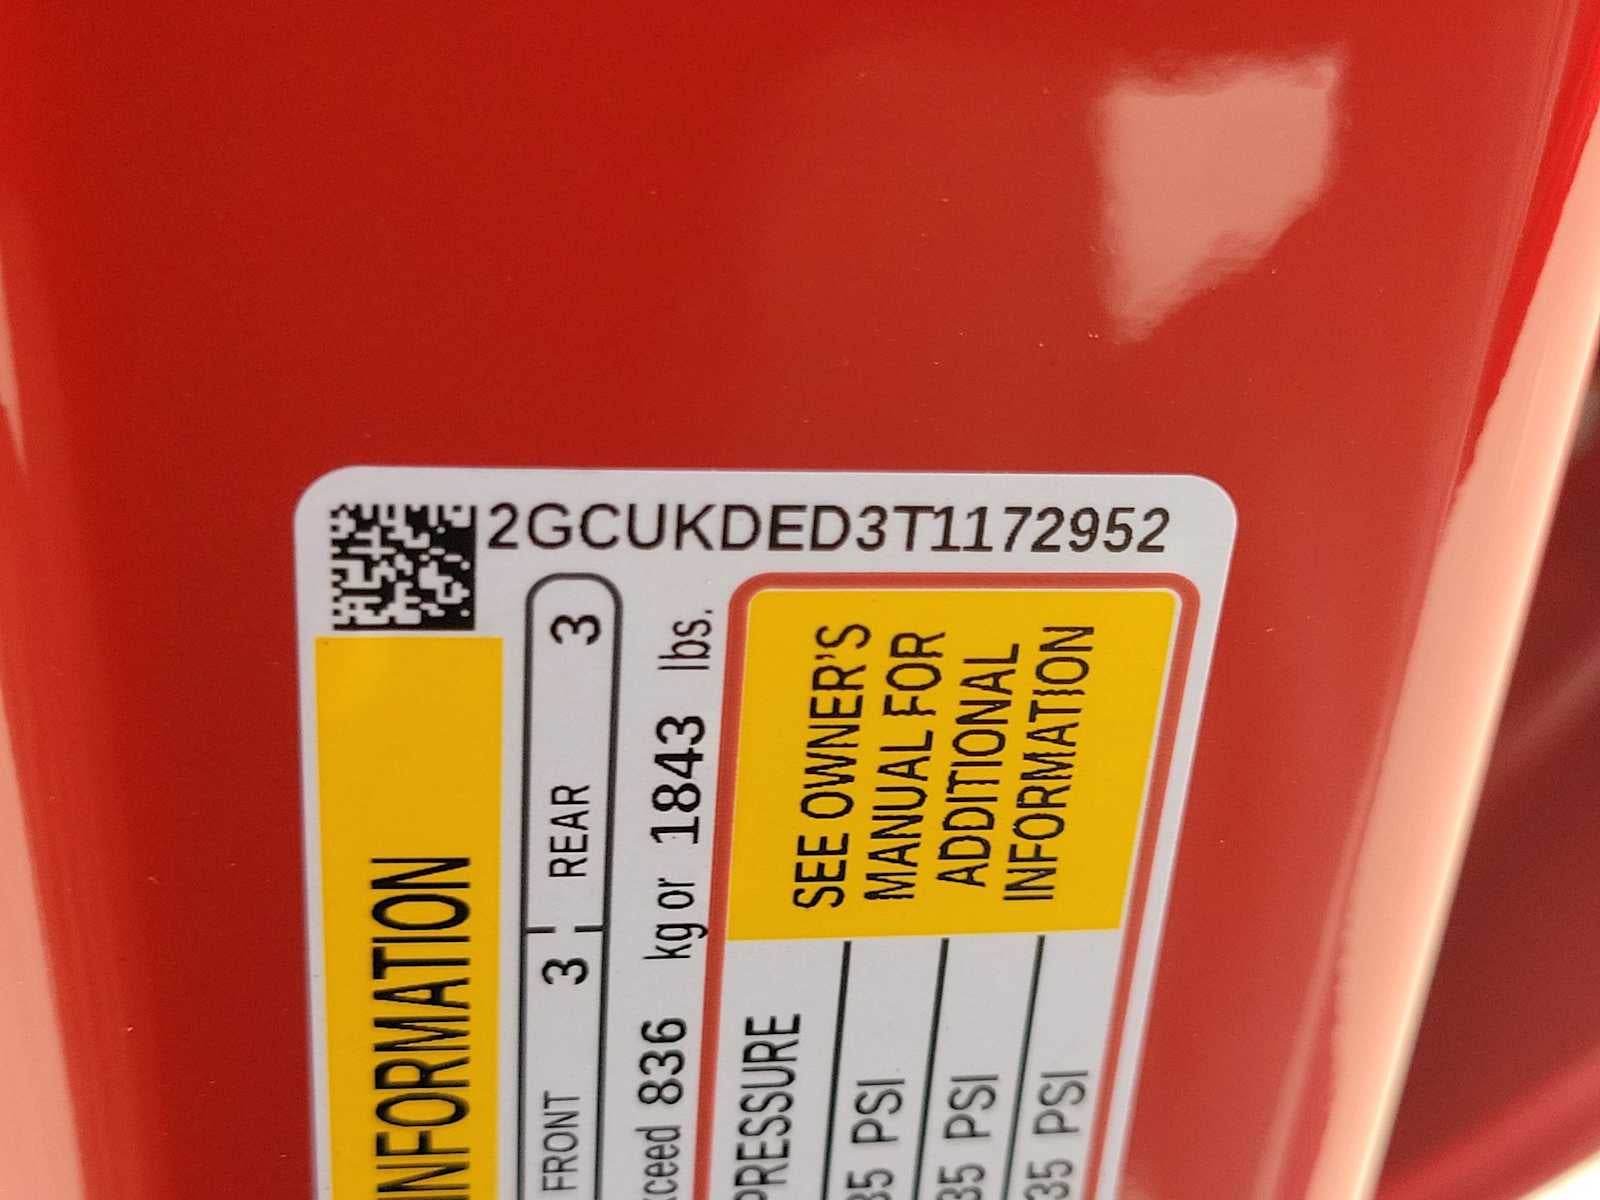 2GCUKDED3T1172952
INFORMATION
FRONT 3 REAR 3
836 kg or 1843 lbs.
PRESSURE
35 PSI
35 PSI
35 PSI
SEE OWNER'S
MANUAL FOR
ADDITIONAL
INFORMATION